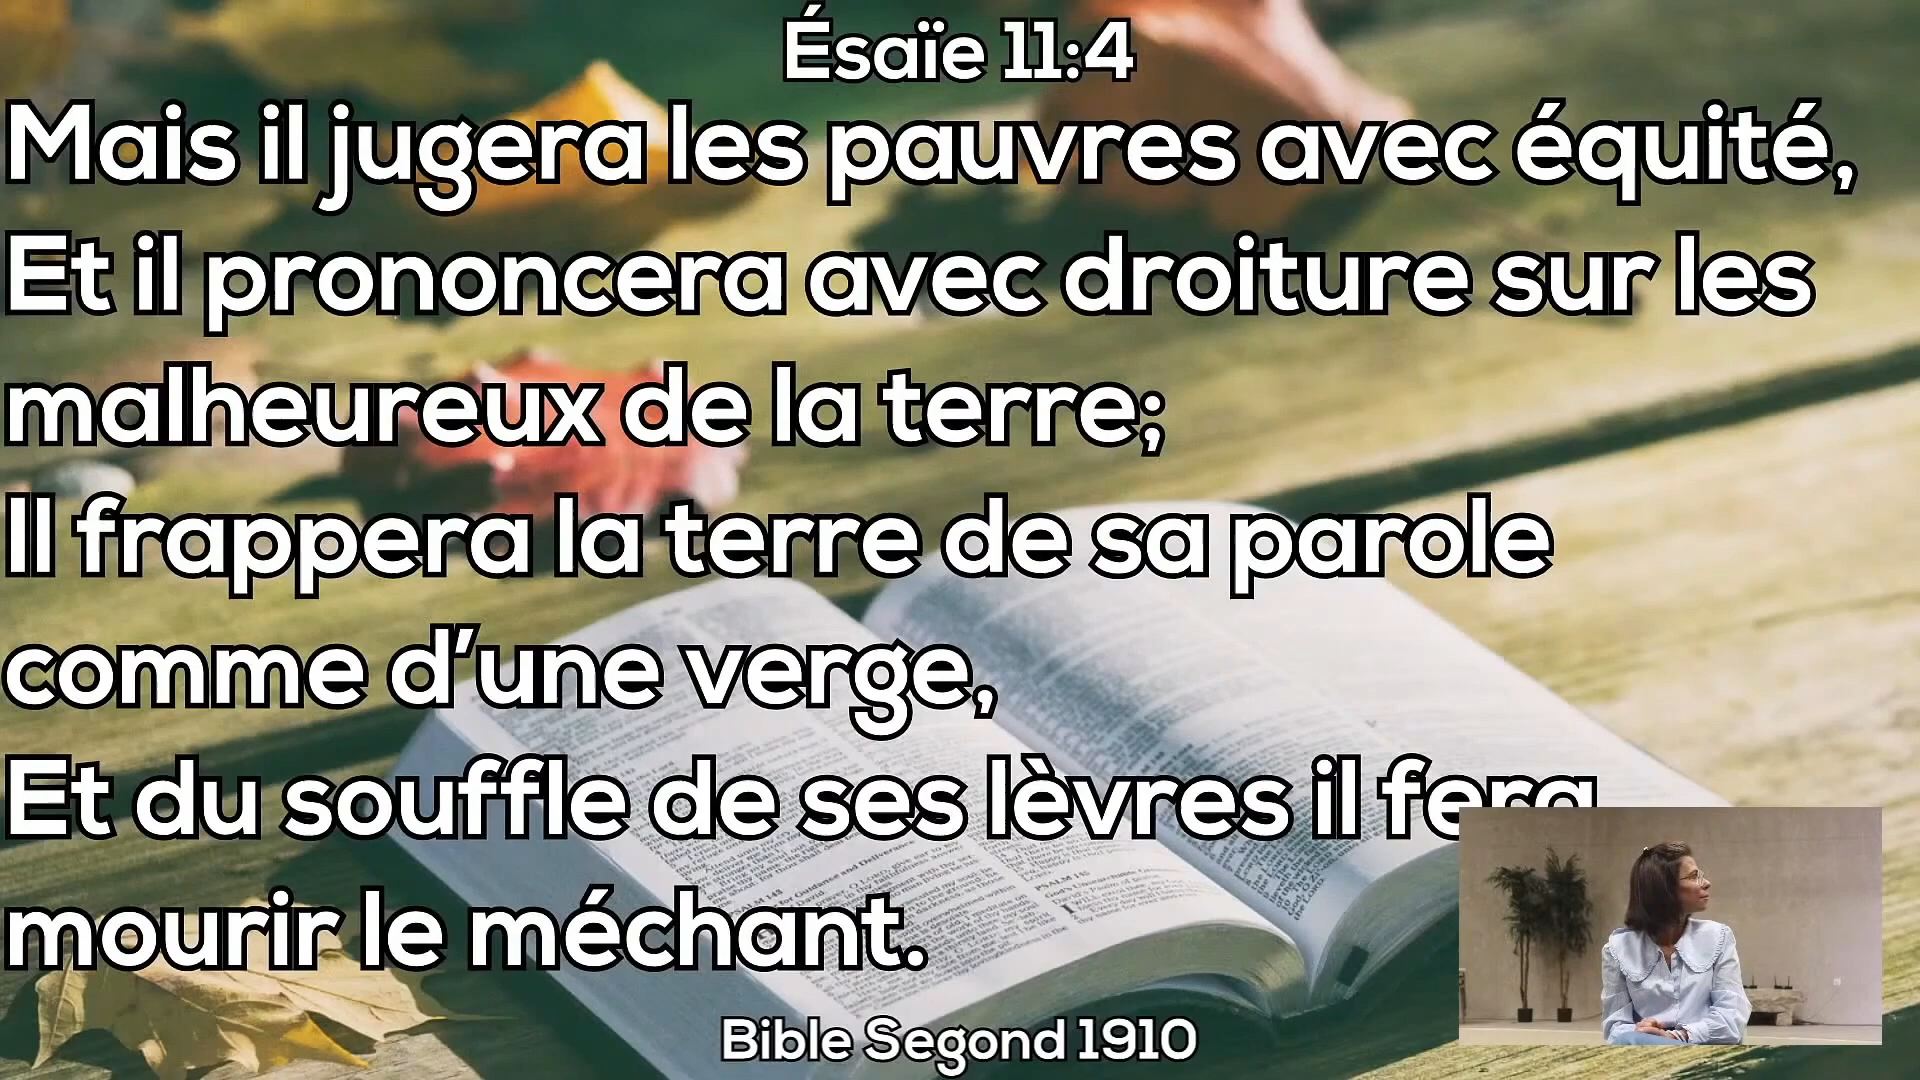 Ésaïe 11:4
Mais il jugera les pauvres avec équité,
Et il prononcera avec droiture sur les
malheureux de la terre;
Il frappera la terre de sa parole
comme d’une verge,
Et du souffle de ses lèvres il fera
mourir le méchant.
Bible Segond 1910